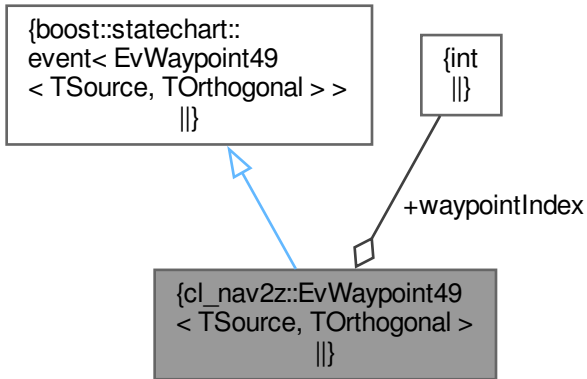 {boost::statechart::
event< EvWaypoint49
< TSource, TOrthogonal > >
||}
{int
||}
+waypointIndex
{cl_nav2z::EvWaypoint49
< TSource, TOrthogonal >
||}